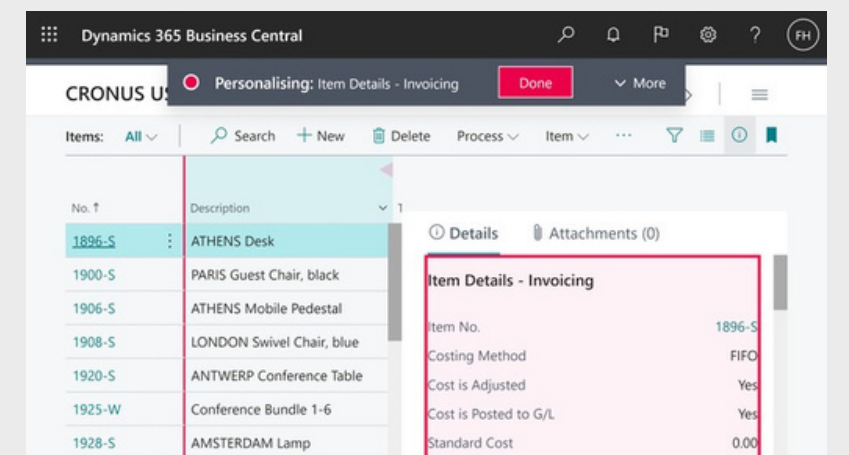 Dynamics 365 Business Central
FH
Personalising: Item Details - Invoicing
Done
More
CRONUS U
Items: All
Search
New
Delete
Process
Item
No.
Description
1896-S ATHENS Desk
1900-S PARIS Guest Chair, black
1906-S ATHENS Mobile Pedestal
1908-S LONDON Swivel Chair, blue
1920-S ANTWERP Conference Table
1925-W Conference Bundle 1-6
1928-S AMSTERDAM Lamp
Details
Attachments (0)
Item Details - Invoicing
Item No. 1896-S
Costing Method FIFO
Cost is Adjusted Yes
Cost is Posted to G/L Yes
Standard Cost 0.00